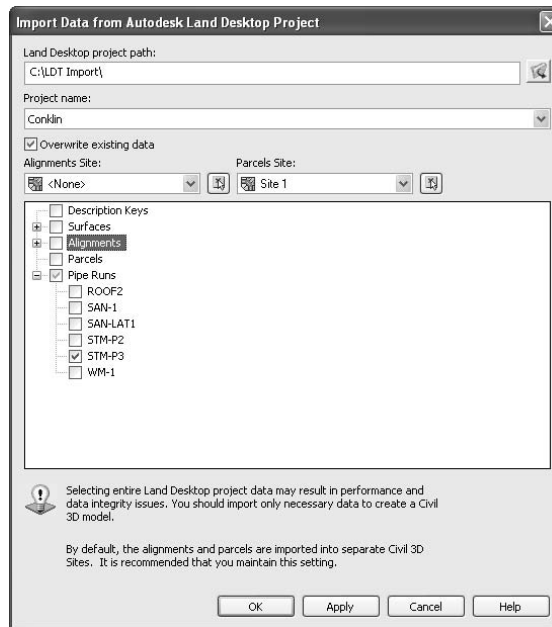 Import Data from Autodesk Land Desktop Project
Land Desktop project path:
C:\LDT Import\
Project name:
Conklin
Overwrite existing data
Alignments Site: Parcels Site:
<None> Site 1
Description Keys
Surfaces
Alignments
Parcels
Pipe Runs
ROOF2
SAN-1
SAN-LAT1
STM-P2
STM-P3
WM-1
Selecting entire Land Desktop project data may result in performance and
data integrity issues. You should import only necessary data to create a Civil
3D model.
By default, the alignments and parcels are imported into separate Civil 3D
Sites. It is recommended that you maintain this setting.
OK Apply Cancel Help